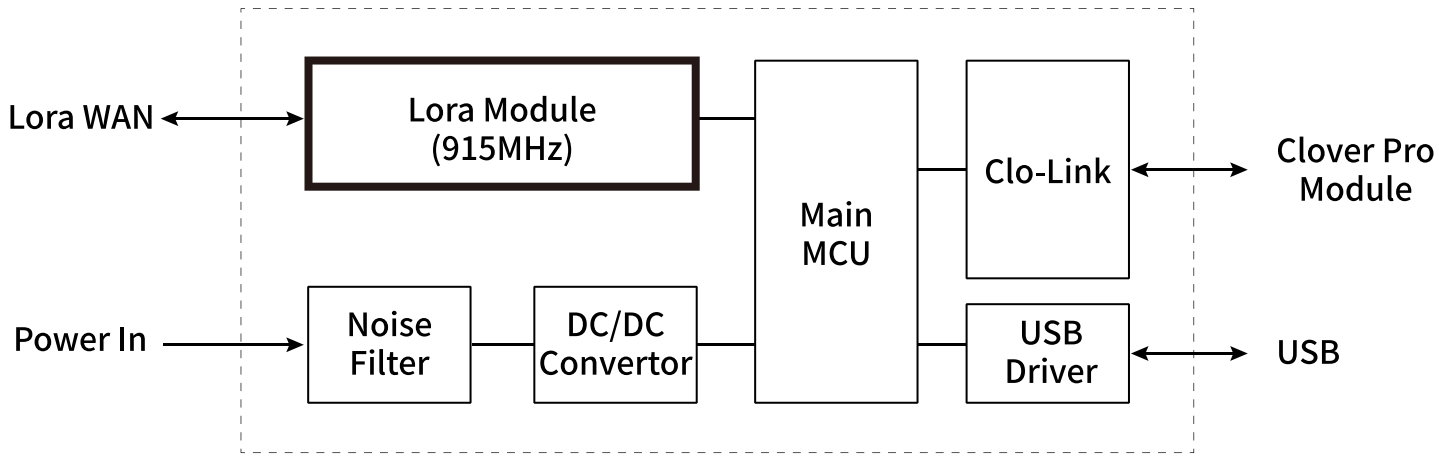 Lora WAN
Lora Module
(915MHz)
Main
MCU
Clo-Link
Clover Pro
Module
Power In
Noise
Filter
DC/DC
Convertor
USB
Driver
USB